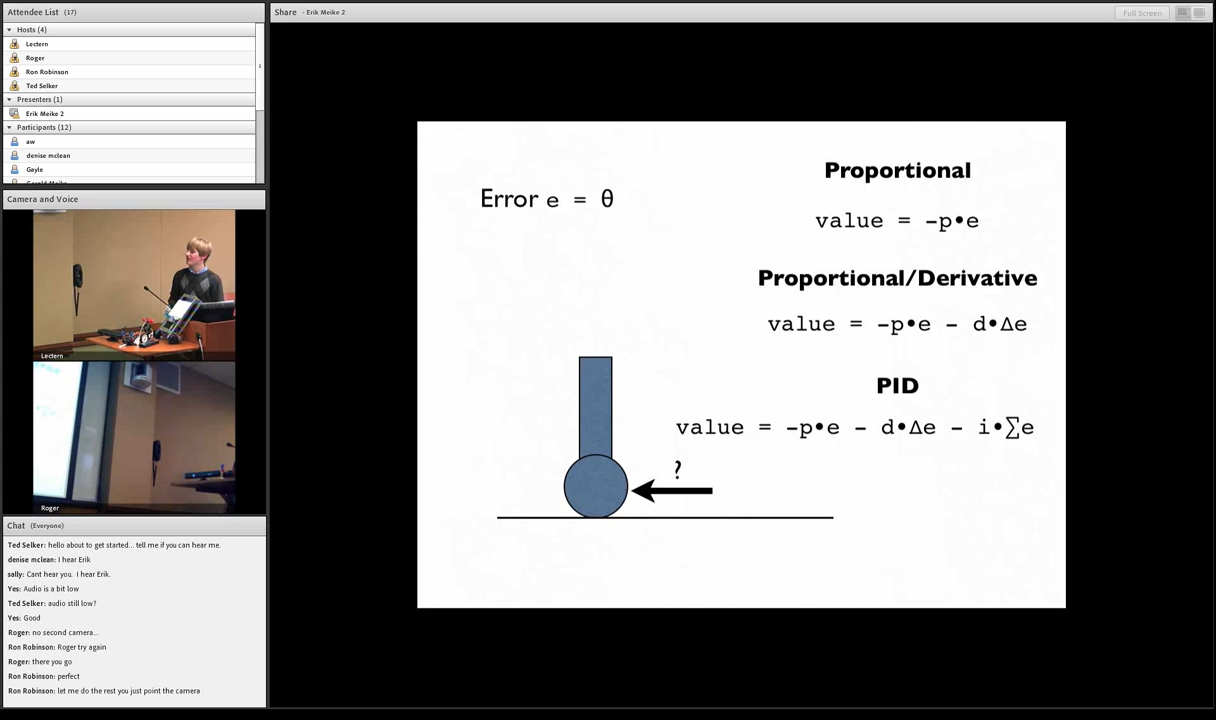 Attendee List (17)
Hosts (4)
Lectern
Roger
Ron Robinson
Ted Selker
Presenters (1)
Erik Meike 2
Participants (12)
aw
denise mclean
Gayle
Camera and Voice
Lectern
Roger
Chat (Everyone)
Ted Selker: hello about to get started... tell me if you can hear me.
denise mclean: I hear Erik
sally: Cant hear you. I hear Erik.
Yes: Audio is a bit low
Ted Selker: audio still low?
Yes: Good
Roger: no second camera...
Ron Robinson: Roger try again
Roger: there you go
Ron Robinson: perfect
Ron Robinson: let me do the rest you just point the camera
Share - Erik Meike 2
Full Screen
Error e = θ
Proportional
value = -p•e
Proportional/Derivative
value = -p•e - d•Δe
PID
value = -p•e - d•Δe - i•∑e
?